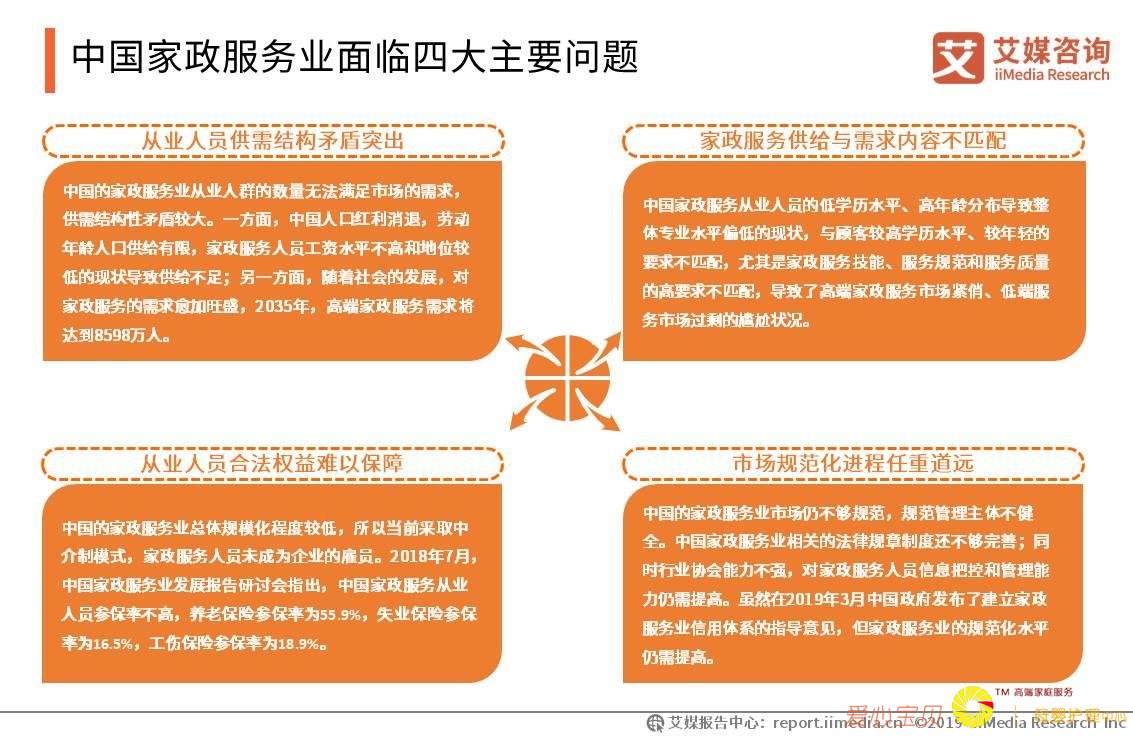 中国家政服务业面临四大主要问题
艾 艾媒咨询
iiMedia Research
从业人员供需结构矛盾突出
中国的家政服务业从业人群的数量无法满足市场的需求，
供需结构性矛盾较大。一方面，中国人口红利消退，劳动
年龄人口供给有限，家政服务人员工资水平不高和地位较
低的现状导致供给不足；另一方面，随着社会的发展，对
家政服务的需求愈加旺盛，2035年，高端家政服务需求将
达到8598万人。
家政服务供给与需求内容不匹配
中国家政服务从业人员的低学历水平、高年龄分布导致整
体专业水平偏低的现状，与顾客较高学历水平、较年轻的
要求不匹配，尤其是家政服务技能、服务规范和服务质量
的高要求不匹配，导致了高端家政服务市场紧俏、低端服
务市场过剩的尴尬状况。
从业人员合法权益难以保障
中国的家政服务业总体规模化程度较低，所以当前采取中
介制模式，家政服务人员未成为企业的雇员。2018年7月，
中国家政服务业发展报告研讨会指出，中国家政服务从业
人员参保率不高，养老保险参保率为55.9%，失业保险参保
率为16.5%，工伤保险参保率为18.9%。
市场规范化进程任重道远
中国的家政服务业市场仍不够规范，规范管理主体不健
全。中国家政服务业相关的法律规章制度还不够完善；同
时行业协会能力不强，对家政服务人员信息把控和管理能
力仍需提高。虽然在2019年3月中国政府发布了建立家政
服务业信用体系的指导意见，但家政服务业的规范化水平
仍需提高。
TM 高端家庭服务
爱心宝贝 母婴护理中心
艾媒报告中心：report.iimedia.cn ©2019 iiMedia Research Inc